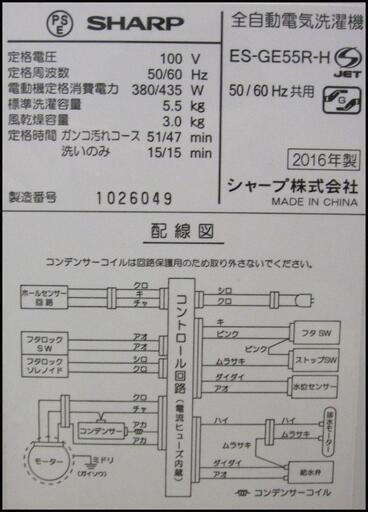 PS E
SHARP
全自動電気洗濯機
定格電圧 100 V
ES-GE55R-H
JET
定格周波数 50/60 Hz
電動機定格消費電力 380/435 W
50/60Hz共用
G
標準洗濯容量 5.5 kg
風乾燥容量 3.0 kg
定格時間 ガンコ汚れコース 51/47 min
洗いのみ 15/15 min
2016年製
シャープ株式会社
製造番号 1026049
MADE IN CHINA
配線図
コンデンサーコイルは回路保護用のため取り外さないでください。
ホールセンサー回路
クロ
キ
チャ
シロ
クロ
コントロール回路(電流ヒューズ内蔵)
キ
ピンク
フタSW
ピンク
フタロックSW
アオ
アオ
ムラサキ
ストップSW
フタロックソレノイド
シロ
クロ
ダイダイ
アオ
水位センサー
クロ
チャ
ハイ
ハイ
排水モーター
ムラサキ
コンデンサー
アカ
アカ
ムラサキ
モーター
ミドリ
(ガイソウ)
ダイダイ
アオ
給水弁
コンデンサーコイル